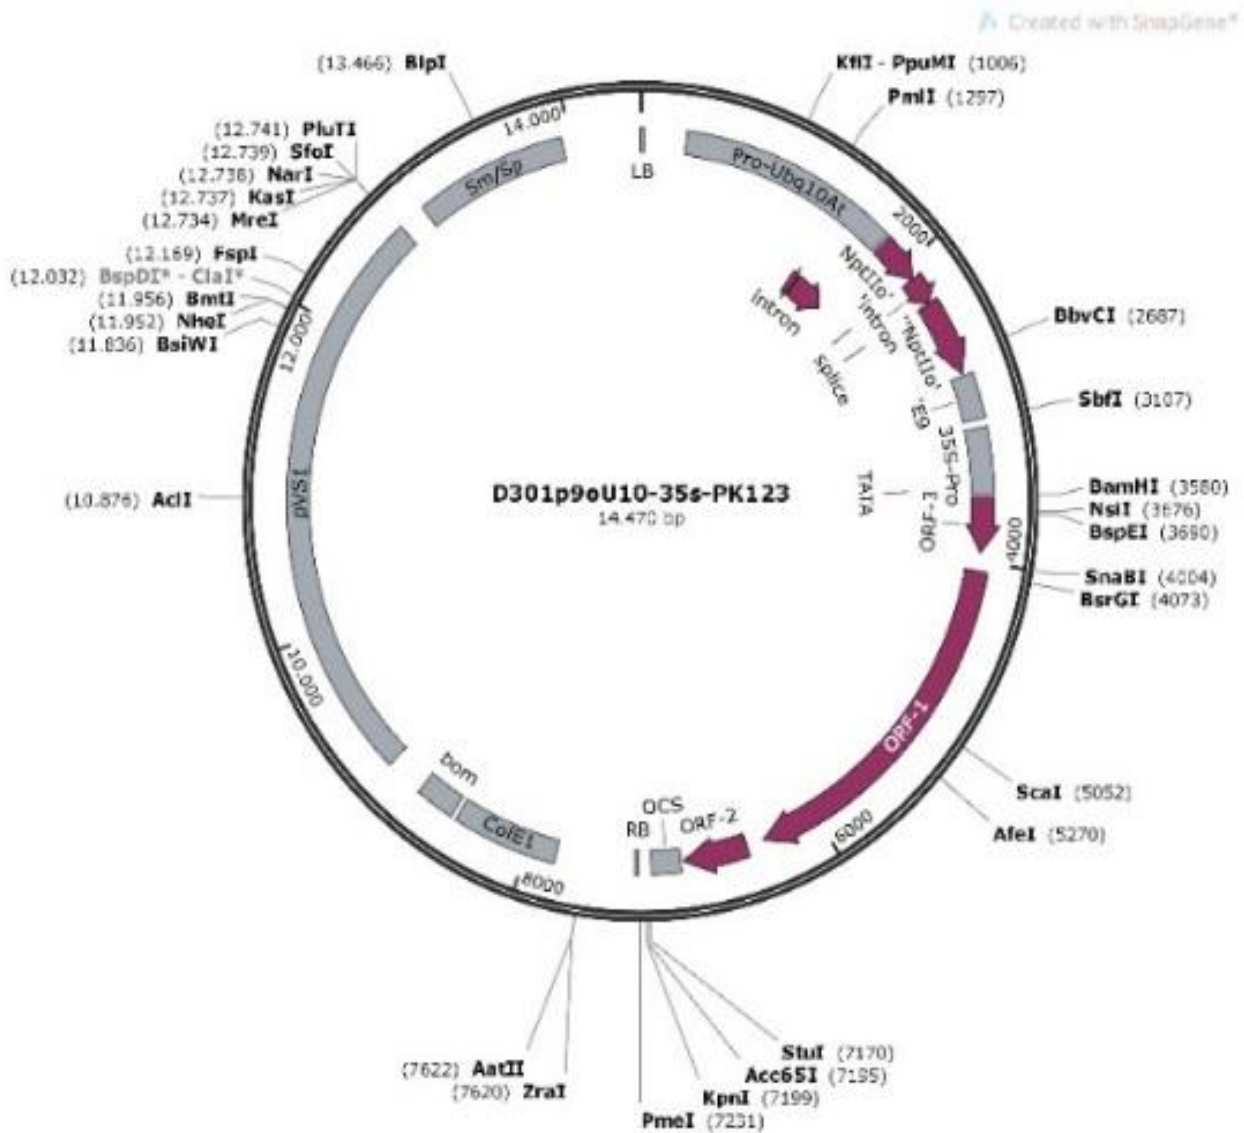 Created with SnapGene®
(13.466) BlpI
KflI - PpuMI (1006)
PmlI (1297)
14.000
(12.741) PluTI
(12.739) SfoI
(12.738) NarI
(12.737) KasI
(12.734) MreI
Sm/Sp
LB
Pro-Ubq10At
2000
(12.169) FspI
(12.032) BspDI* - ClaI*
(11.956) BmtI
(11.952) NheI
(11.836) BsiWI
12.000
intron
splice
NptIIo'
'intron
''NptIIo'
BbvCI (2687)
'E9
SbfI (3107)
35S-Pro
pVS1
(10.876) AclI
D301p9oU10-35s-PK123
14.470 bp
TATA
ORF-3
BamHI (3580)
NsiI (3676)
BspEI (3690)
4000
SnaBI (4004)
BsrGI (4073)
10.000
ORF-1
bom
ColE1
OCS
ORF-2
RB
6000
ScaI (5052)
AfeI (5270)
8000
(7622) AatII
(7620) ZraI
StuI (7170)
Acc65I (7195)
KpnI (7199)
PmeI (7231)